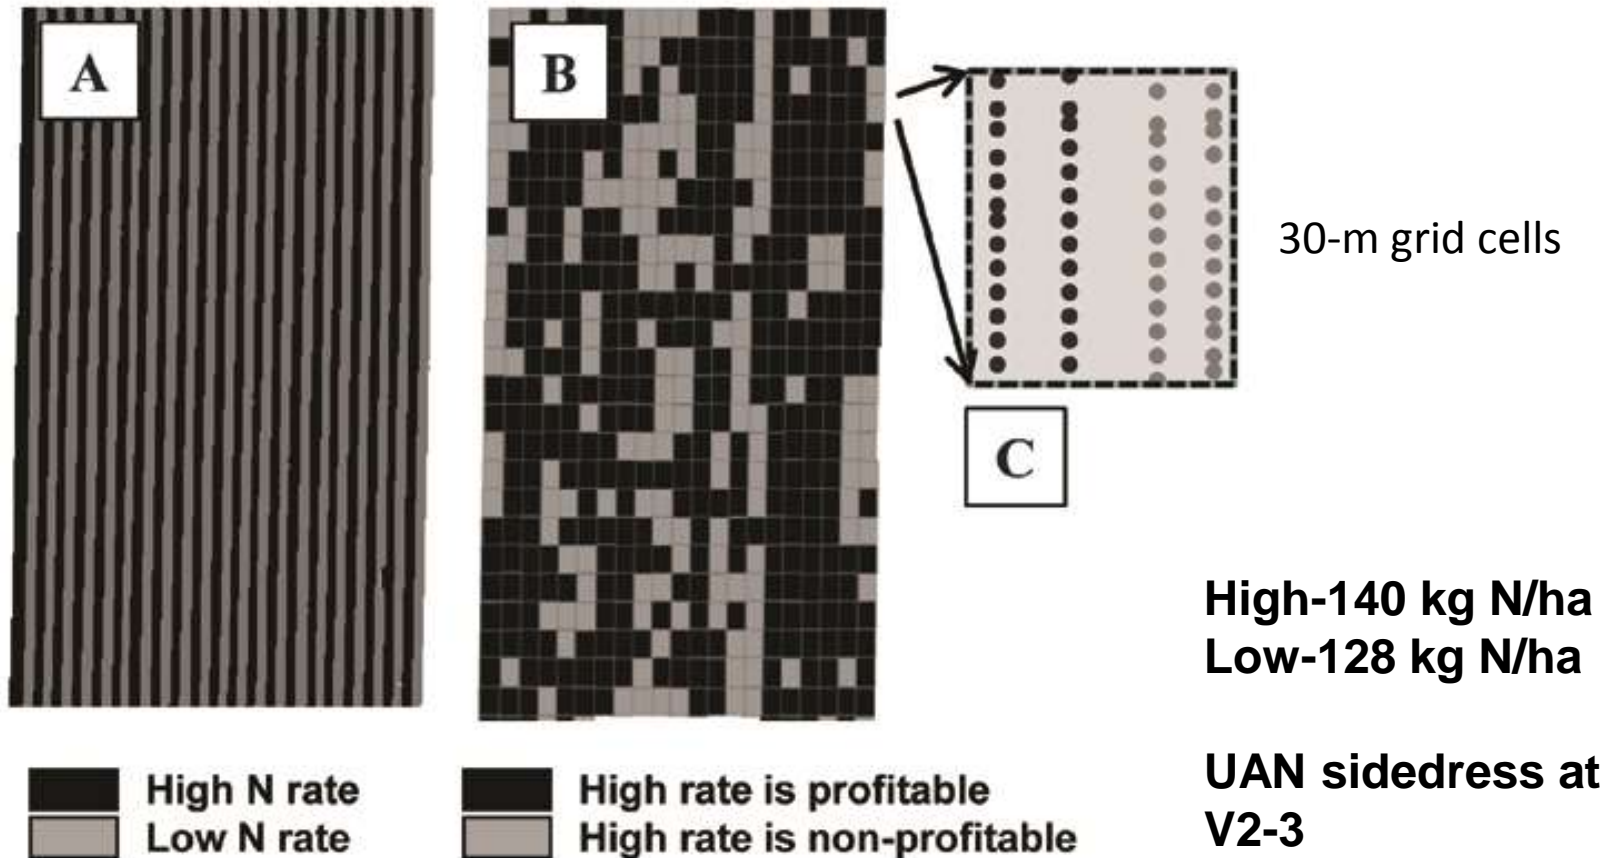 A
B
30-m grid cells
C
High-140 kg N/ha
Low-128 kg N/ha
UAN sidedress at
V2-3
High N rate
Low N rate
High rate is profitable
High rate is non-profitable